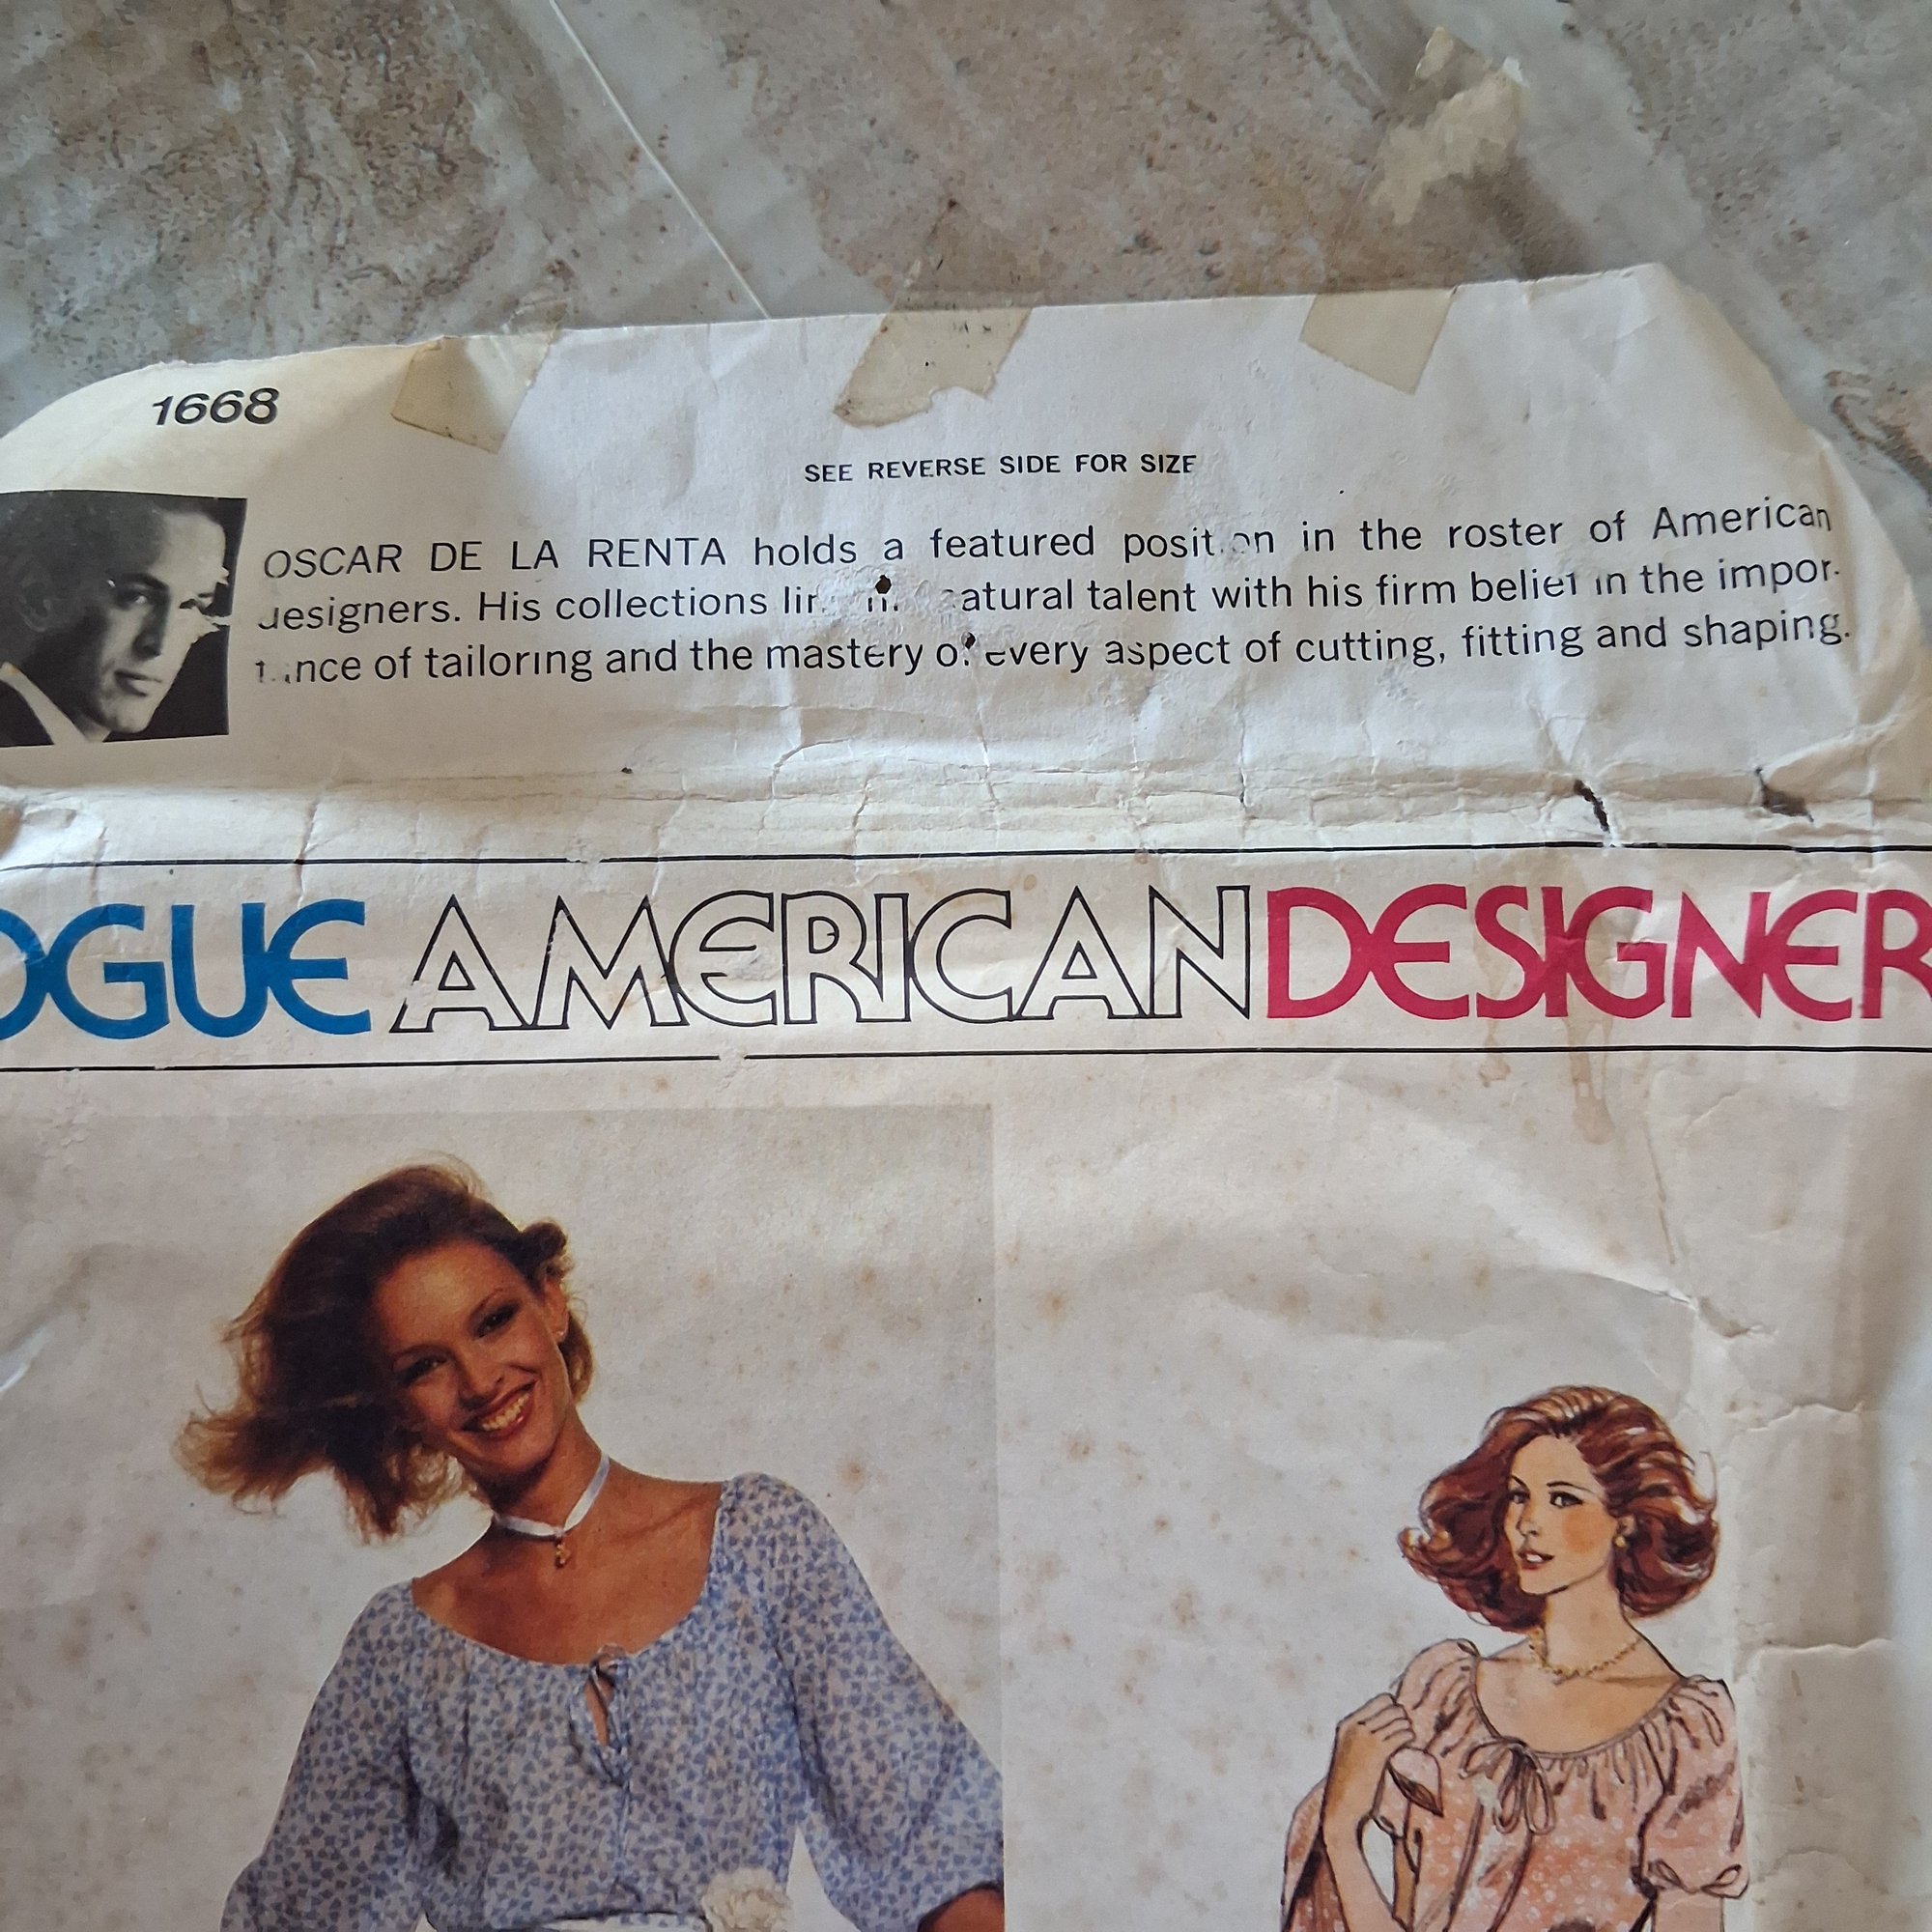 1668
SEE REVERSE SIDE FOR SIZE
OSCAR DE LA RENTA holds a featured position in the roster of American
designers. His collections natural talent with his firm belief in the impor-
tance of tailoring and the mastery of every aspect of cutting, fitting and shaping.
OGUE AMERICAN DESIGNER